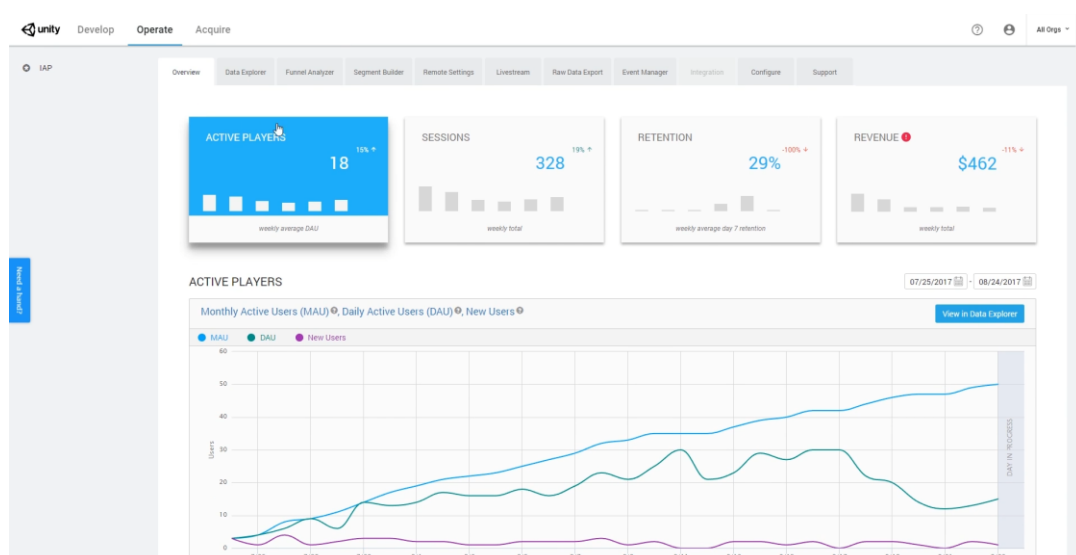 unity Develop Operate Acquire All Orgs
IAP
Overview Data Explorer Funnel Analyzer Segment Builder Remote Settings Livestream Raw Data Export Event Manager Integration Configure Support
ACTIVE PLAYERS
15% ↑
18
weekly average DAU
SESSIONS
19% ↑
328
weekly total
RETENTION
-100% ↓
29%
weekly average day 7 retention
REVENUE !
-11% ↓
$462
weekly total
Need a hand?
ACTIVE PLAYERS
07/25/2017 - 08/24/2017
Monthly Active Users (MAU) , Daily Active Users (DAU) , New Users
View in Data Explorer
MAU DAU New Users
60
50
40
30
20
10
0
Users
DAY IN PROGRESS